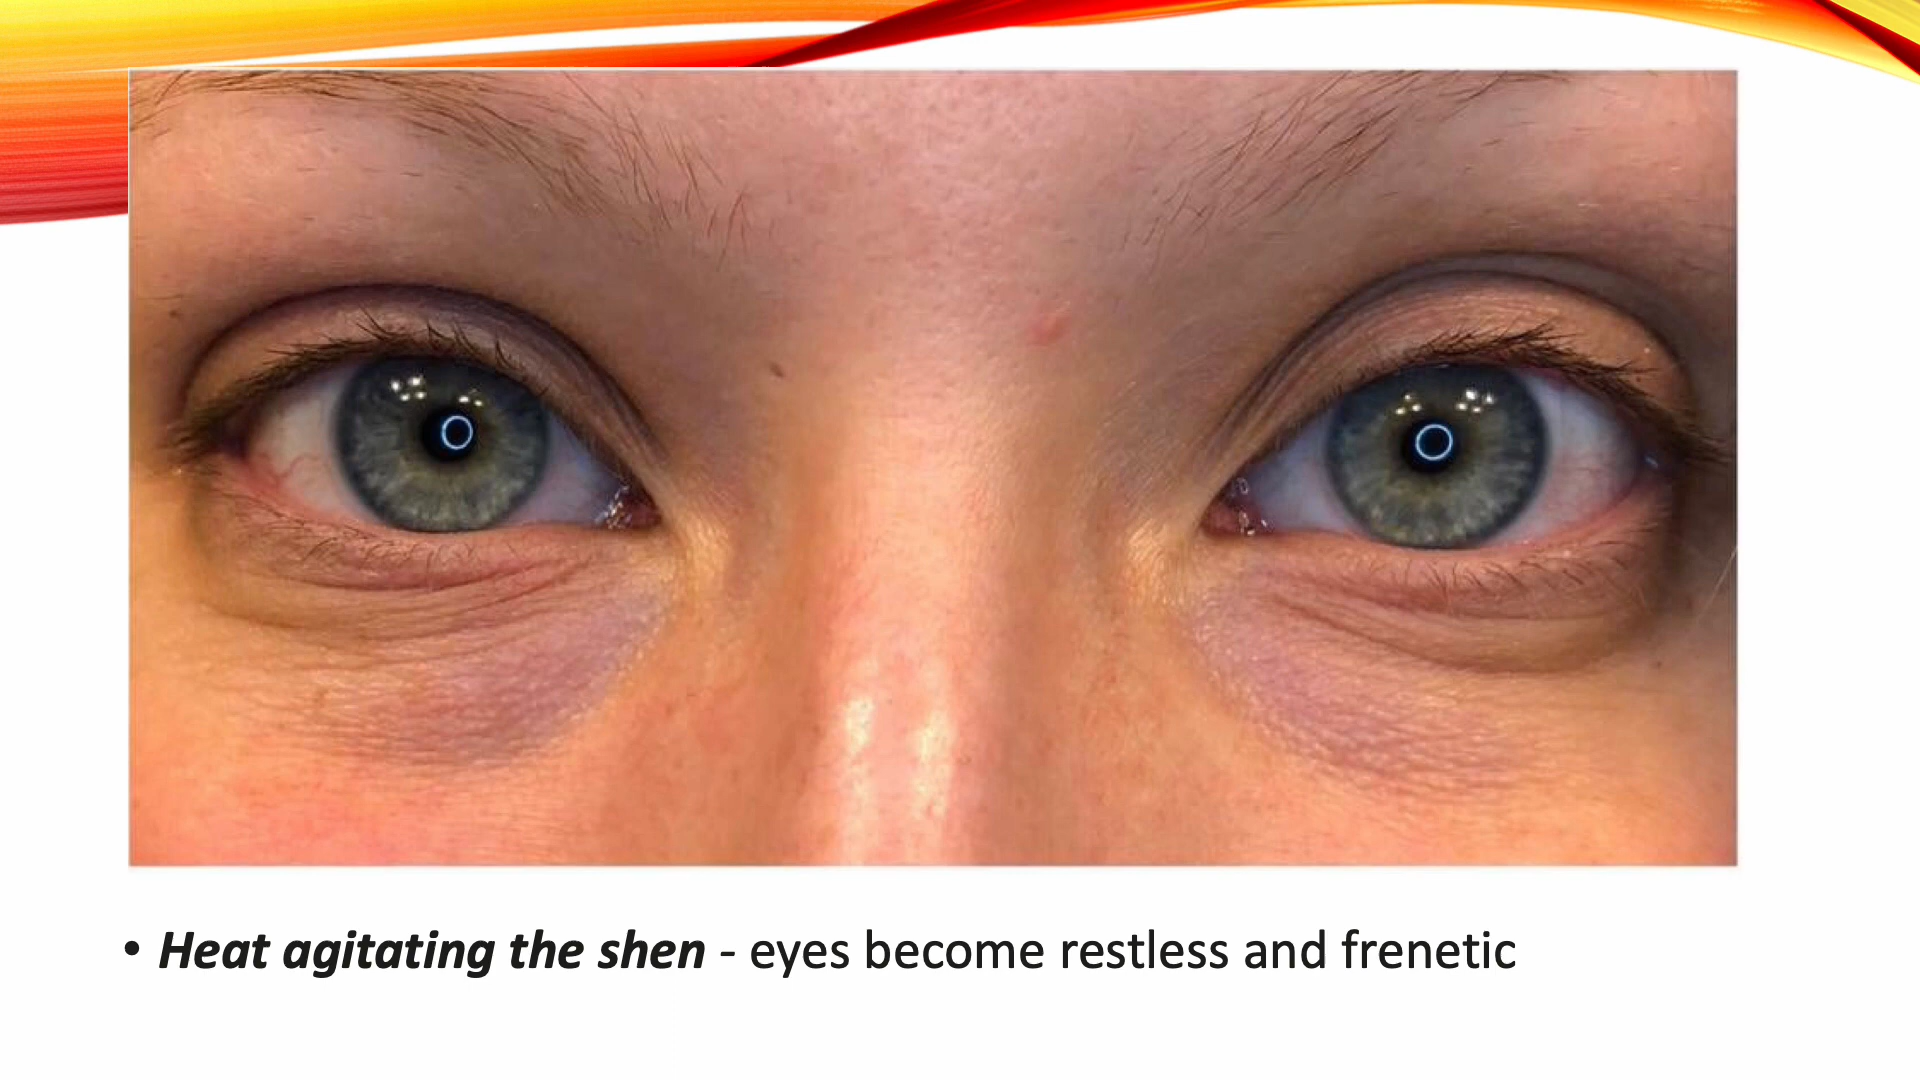 • Heat agitating the shen - eyes become restless and frenetic